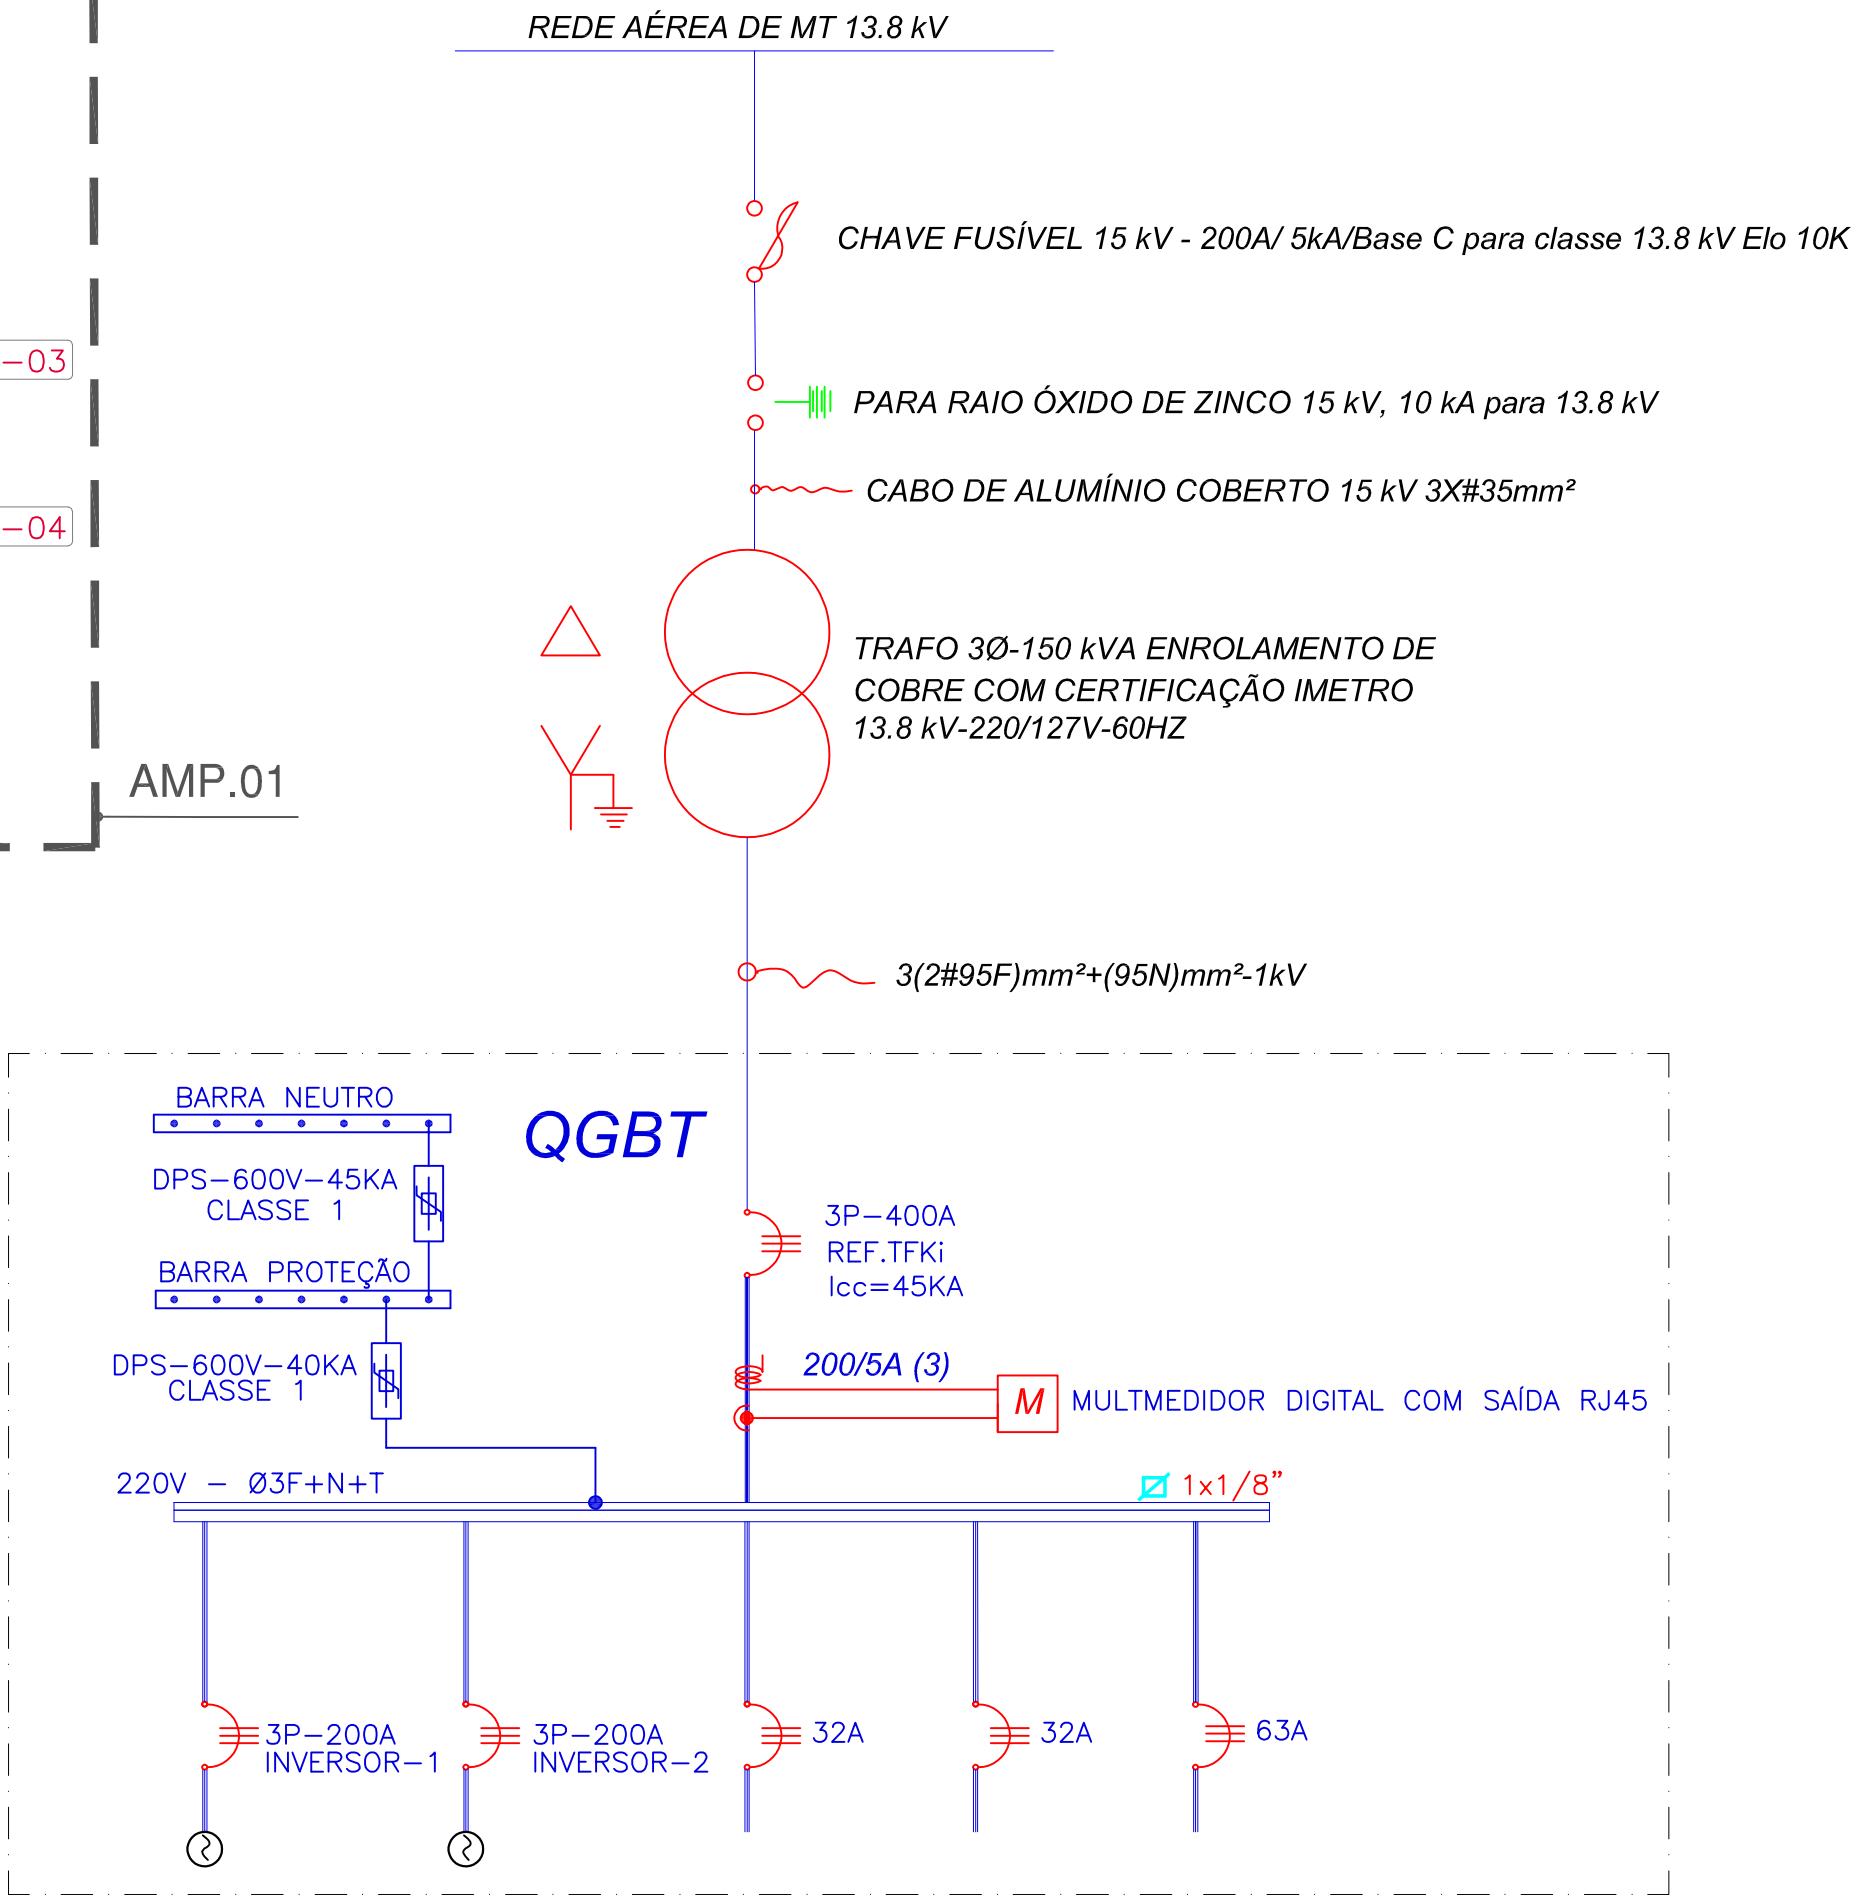 REDE AÉREA DE MT 13.8 kV
CHAVE FUSÍVEL 15 kV - 200A/ 5kA/Base C para classe 13.8 kV Elo 10K
-03
PARA RAIO ÓXIDO DE ZINCO 15 kV, 10 kA para 13.8 kV
CABO DE ALUMÍNIO COBERTO 15 kV 3X#35mm²
-04
TRAFO 3Ø-150 kVA ENROLAMENTO DE
COBRE COM CERTIFICAÇÃO IMETRO
13.8 kV-220/127V-60HZ
AMP.01
3(2#95F)mm²+(95N)mm²-1kV
BARRA NEUTRO
QGBT
DPS-600V-45KA
CLASSE 1
3P-400A
REF.TFKi
Icc=45KA
BARRA PROTEÇÃO
DPS-600V-40KA
CLASSE 1
200/5A (3)
M
MULTMEDIDOR DIGITAL COM SAÍDA RJ45
220V - Ø3F+N+T
1x1/8"
3P-200A
INVERSOR-1
3P-200A
INVERSOR-2
32A
32A
63A